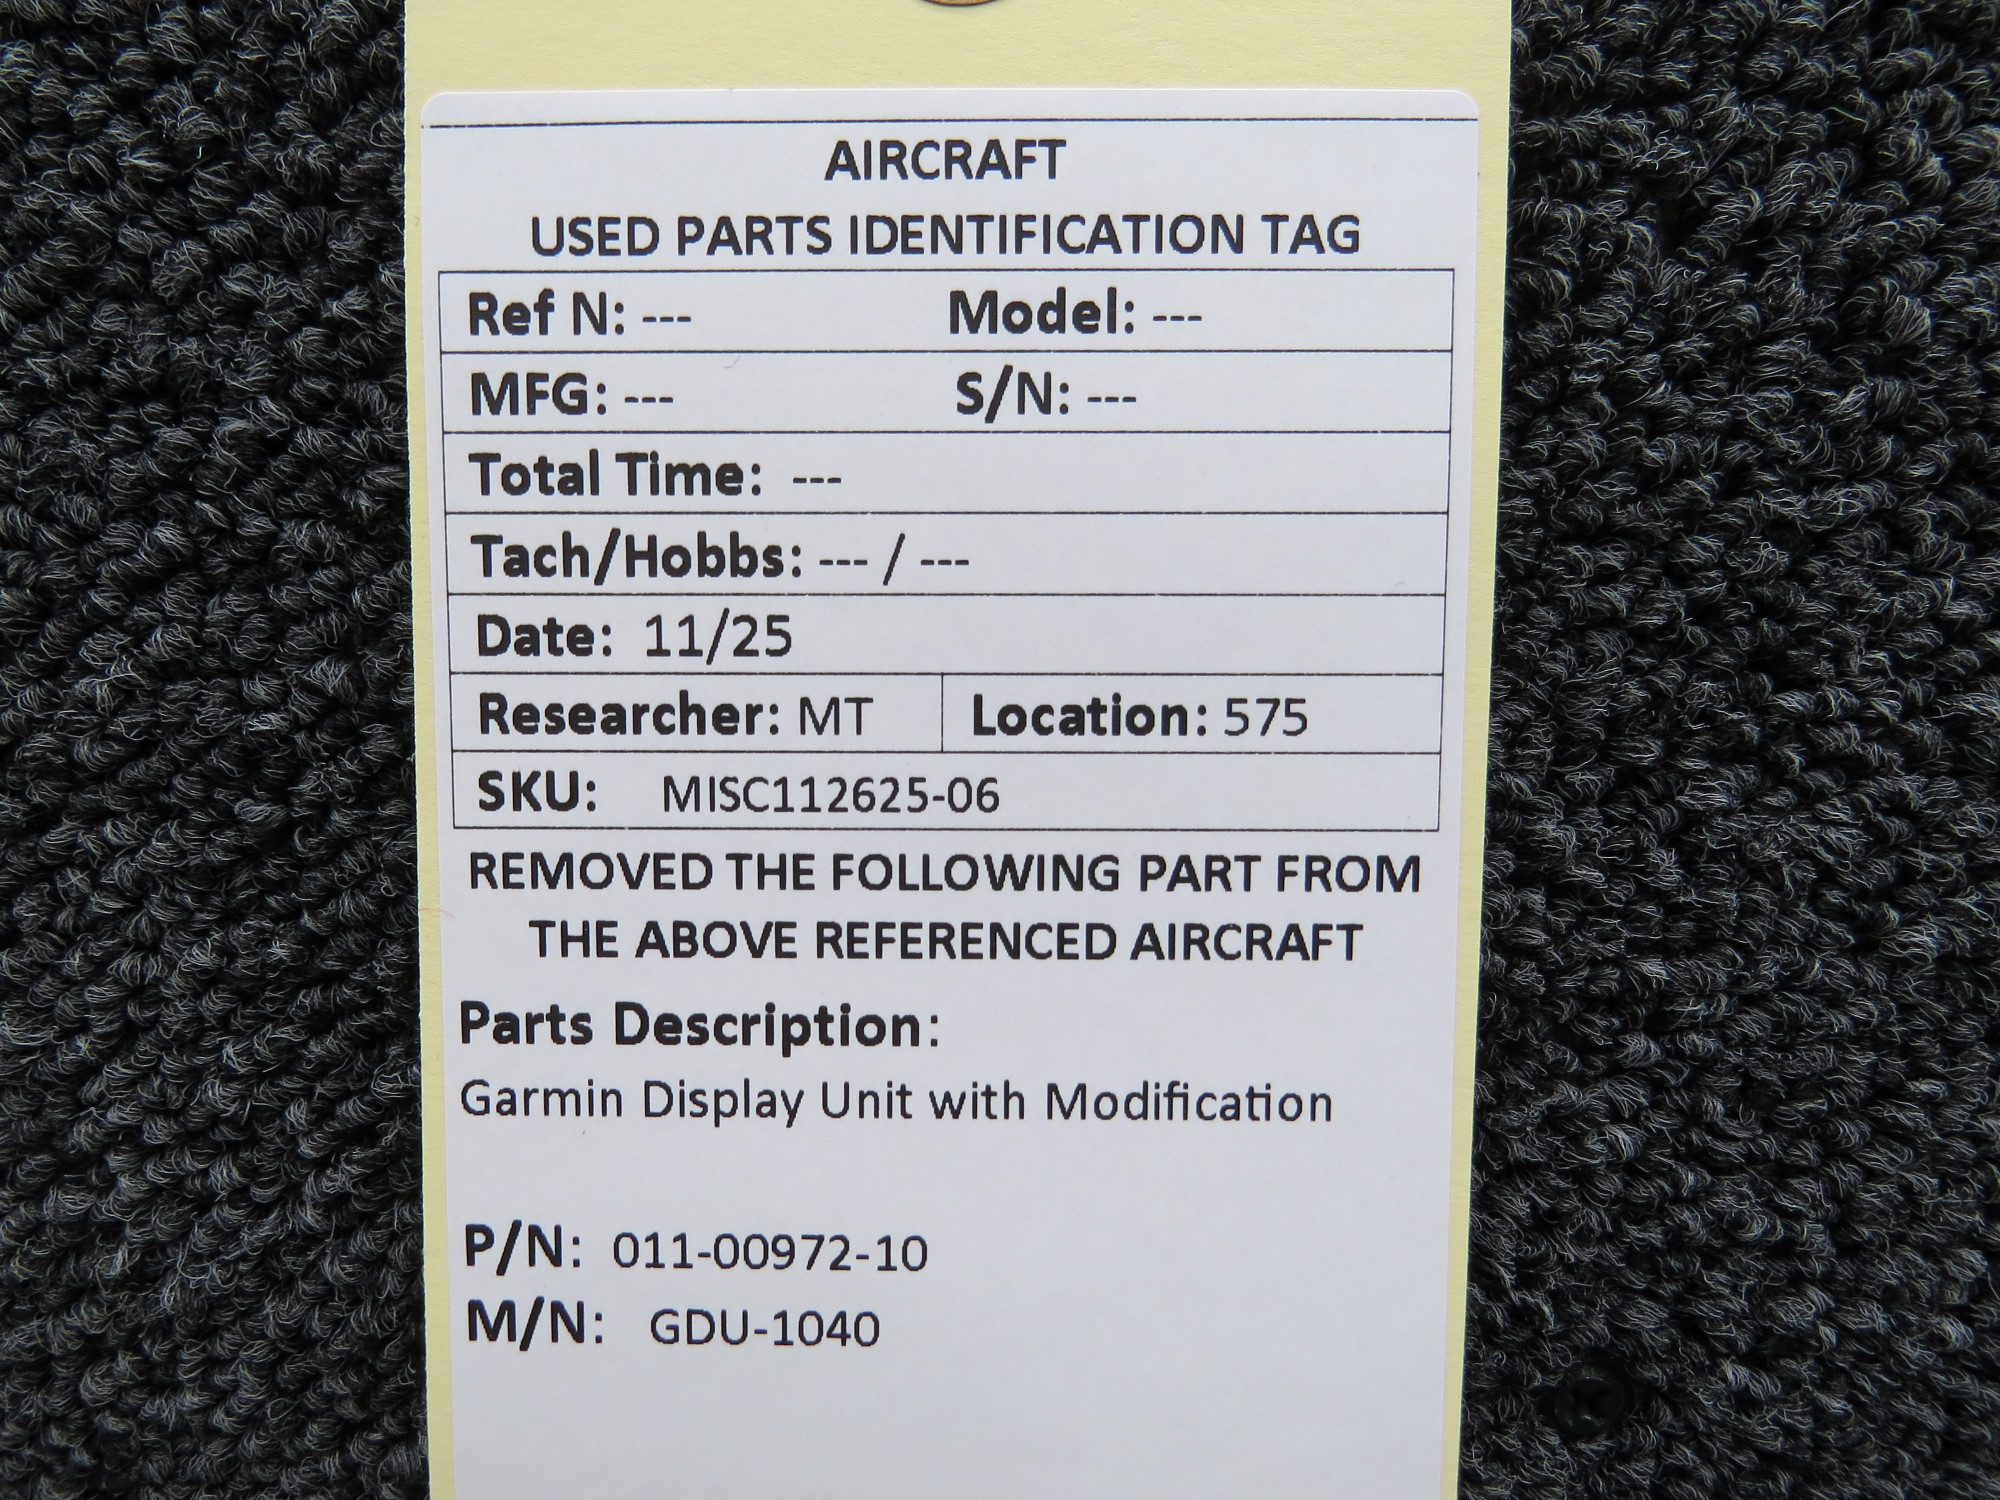 AIRCRAFT
USED PARTS IDENTIFICATION TAG
Ref N: --- Model: ---
MFG: --- S/N: ---
Total Time: ---
Tach/Hobbs: --- / ---
Date: 11/25
Researcher: MT Location: 575
SKU: MISC112625-06
REMOVED THE FOLLOWING PART FROM
THE ABOVE REFERENCED AIRCRAFT
Parts Description:
Garmin Display Unit with Modification
P/N: 011-00972-10
M/N: GDU-1040